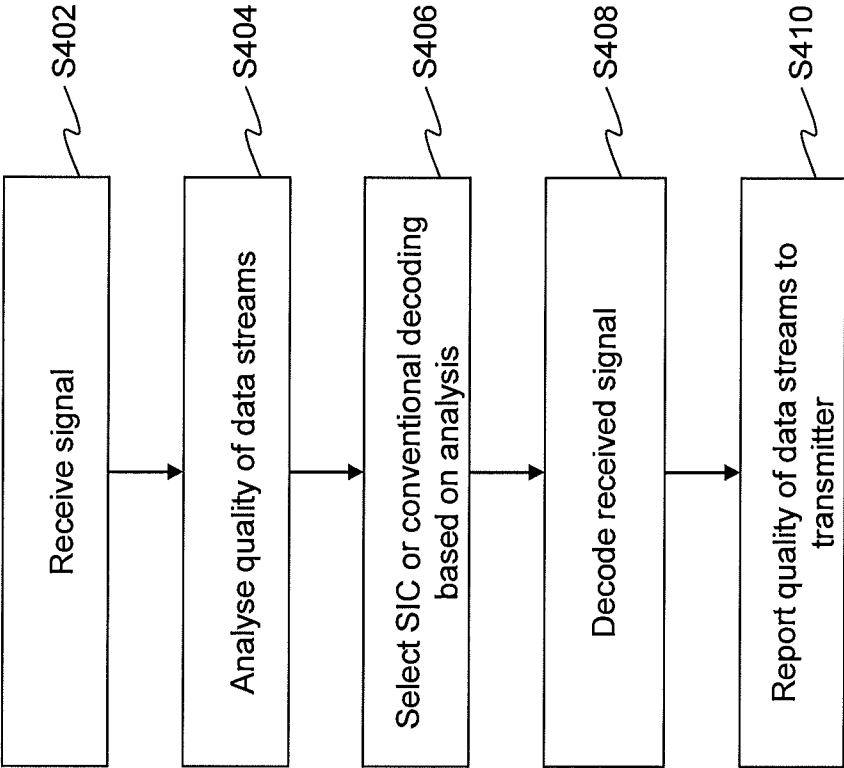 Receive signal
S402
Analyse quality of data streams
S404
Select SIC or conventional decoding
based on analysis
S406
Decode received signal
S408
Report quality of data streams to
transmitter
S410